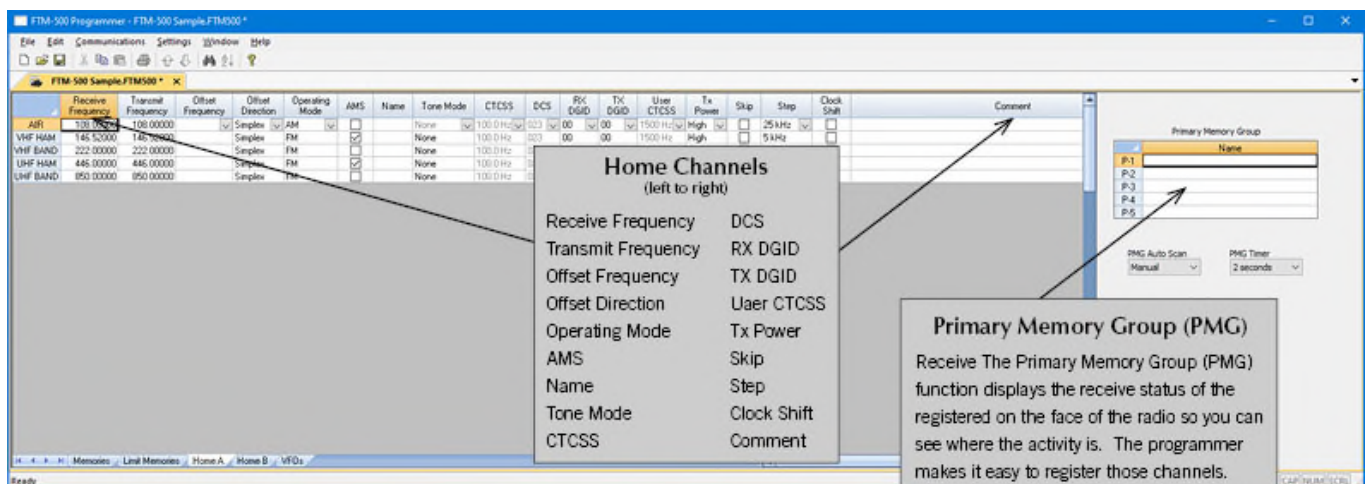 FTM-500 Programmer - FTM-500 Sample.FTM500 *
File Edit Communications Settings Window Help
FTM-500 Sample.FTM500 * ×
Receive Frequency Transmit Frequency Offset Frequency Offset Direction Operating Mode AMS Name Tone Mode CTCSS DCS RX DGID TX DGID User CTCSS Tx Power Skip Step Clock Shift Comment
AIR 108.00000 108.00000 Simplex AM None 100.0 Hz 023 00 00 1500 Hz High 25 kHz
VHF HAM 146.52000 146.52000 Simplex FM None 100.0 Hz 023 00 00 1500 Hz High 5 kHz
VHF BAND 222.00000 222.00000 Simplex FM None 100.0 Hz
UHF HAM 446.00000 446.00000 Simplex FM None 100.0 Hz
UHF BAND 850.00000 850.00000 Simplex FM None 100.0 Hz
Home Channels
(left to right)
Receive Frequency DCS
Transmit Frequency RX DGID
Offset Frequency TX DGID
Offset Direction Uaer CTCSS
Operating Mode Tx Power
AMS Skip
Name Step
Tone Mode Clock Shift
CTCSS Comment
Primary Memory Group
Name
P-1
P-2
P-3
P-4
P-5
PMG Auto Scan PMG Timer
Manual 2 seconds
Primary Memory Group (PMG)
Receive The Primary Memory Group (PMG)
function displays the receive status of the
registered on the face of the radio so you can
see where the activity is. The programmer
makes it easy to register those channels.
Memories Limit Memories Home A Home B VFOs
Ready
CAP NUM SCRL